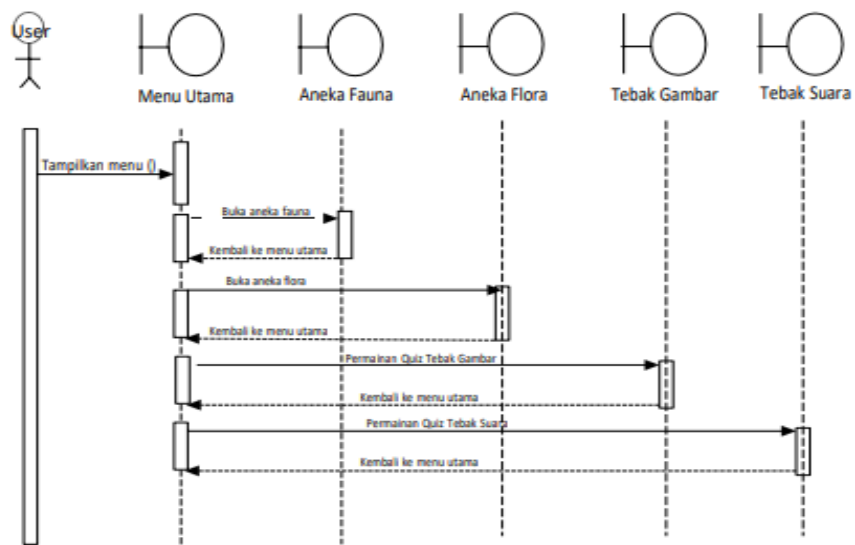 User
Menu Utama
Aneka Fauna
Aneka Flora
Tebak Gambar
Tebak Suara
Tampilkan menu ()
Buka aneka fauna
Kembali ke menu utama
Buka aneka flora
Kembali ke menu utama
Permainan Quiz Tebak Gambar
Kembali ke menu utama
Permainan Quiz Tebak Suara
Kembali ke menu utama